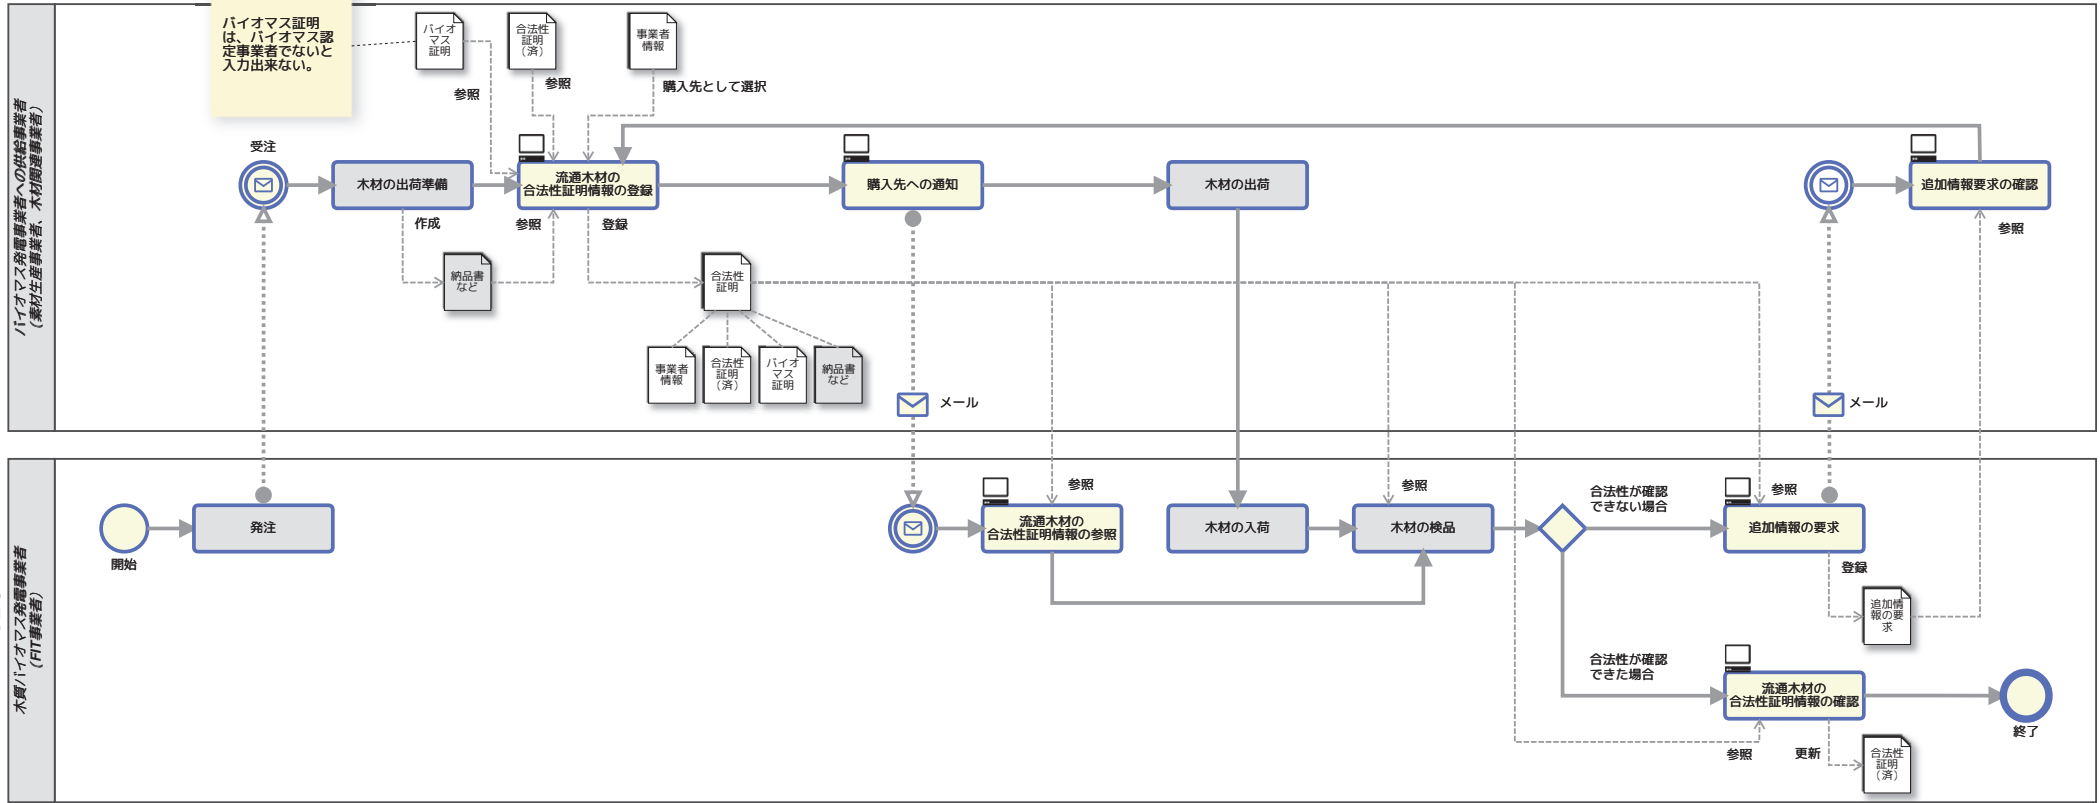 バイオマス発電事業者への供給事業者
（素材生産事業者、木材関連事業者）
バイオマス証明
は、バイオマス認
定事業者でないと
入力出来ない。
バイオ
マス
証明
合法性
証明
（済）
事業者
情報
参照
参照
購入先として選択
受注
木材の出荷準備
流通木材の
合法性証明情報の登録
購入先への通知
木材の出荷
追加情報要求の確認
作成
参照
登録
参照
納品書
など
合法性
証明
事業者
情報
合法性
証明
（済）
バイオ
マス
証明
納品書
など
メール
メール
木質バイオマス発電事業者
（FIT事業者）
開始
発注
流通木材の
合法性証明情報の参照
参照
木材の入荷
木材の検品
参照
合法性が確認
できない場合
参照
追加情報の要求
登録
追加情
報の要
求
合法性が確認
できた場合
流通木材の
合法性証明情報の確認
終了
参照
更新
合法性
証明
（済）